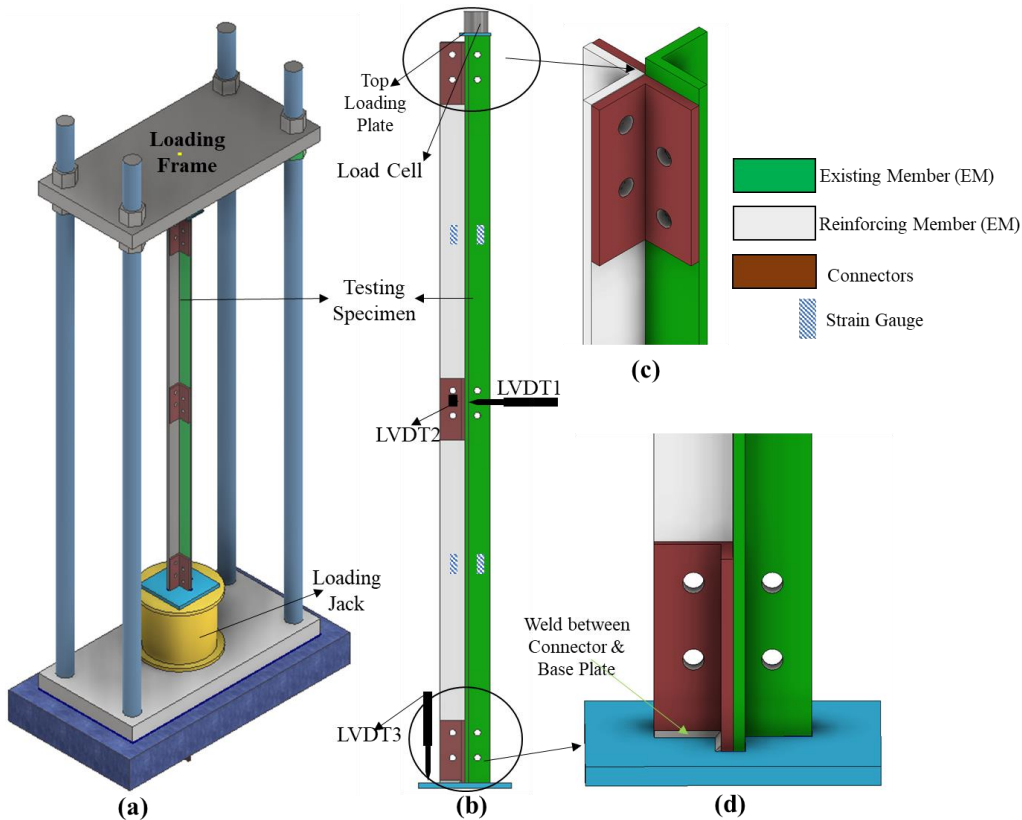 Loading
Frame
Testing
Specimen
Loading
Jack
(a)
Top
Loading
Plate
Load Cell
LVDT1
LVDT2
LVDT3
(b)
(c)
Existing Member (EM)
Reinforcing Member (EM)
Connectors
Strain Gauge
Weld between
Connector &
Base Plate
(d)